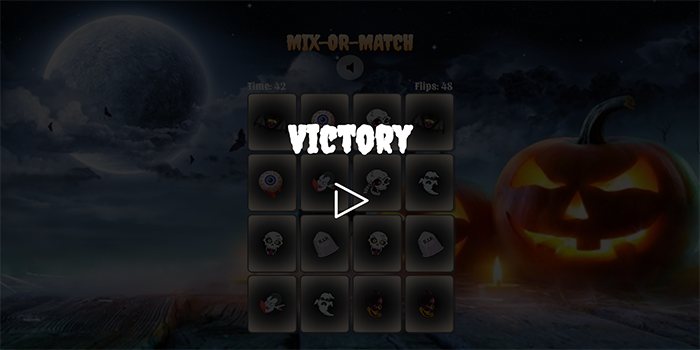 MIX-OR-MATCH
Time: 42
Flips: 48
VICTORY
R.I.P
R.I.P